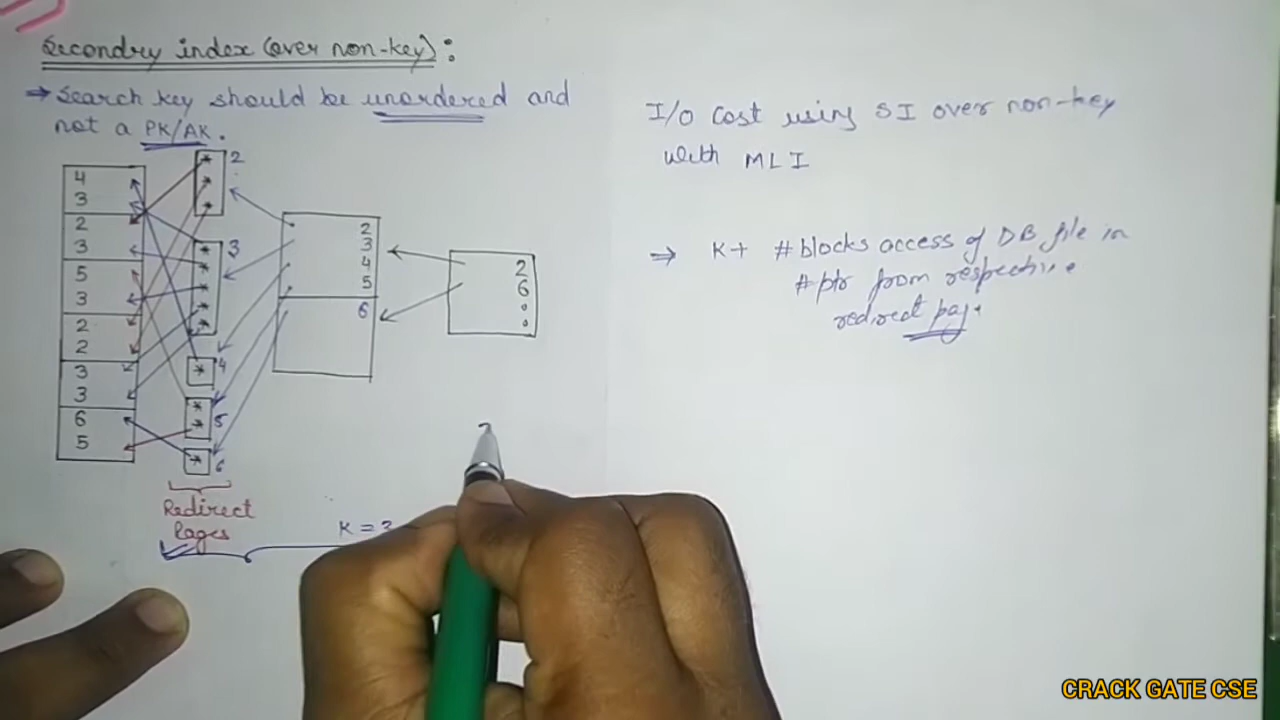 Secondry index (over non-key) :
→ Search key should be unordered and
not a PK/AK.
4
3
2
3
5
3
2
2
3
3
6
5
* 2
*
*
* 3
*
*
*
*
* 4
* 5
*
* 6
Redirect
Pages
2
3
4
5
6
2
6
K = 3
I/O cost using SI over non-key
with MLI
→ K+ #blocks access of DB file in
#ptr from respective
redirect page
CRACK GATE CSE